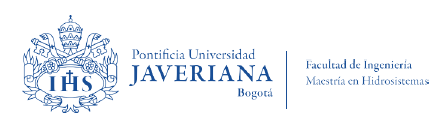 IHS
Pontificia Universidad
JAVERIANA
Bogotá
Facultad de Ingeniería
Maestría en Hidrosistemas